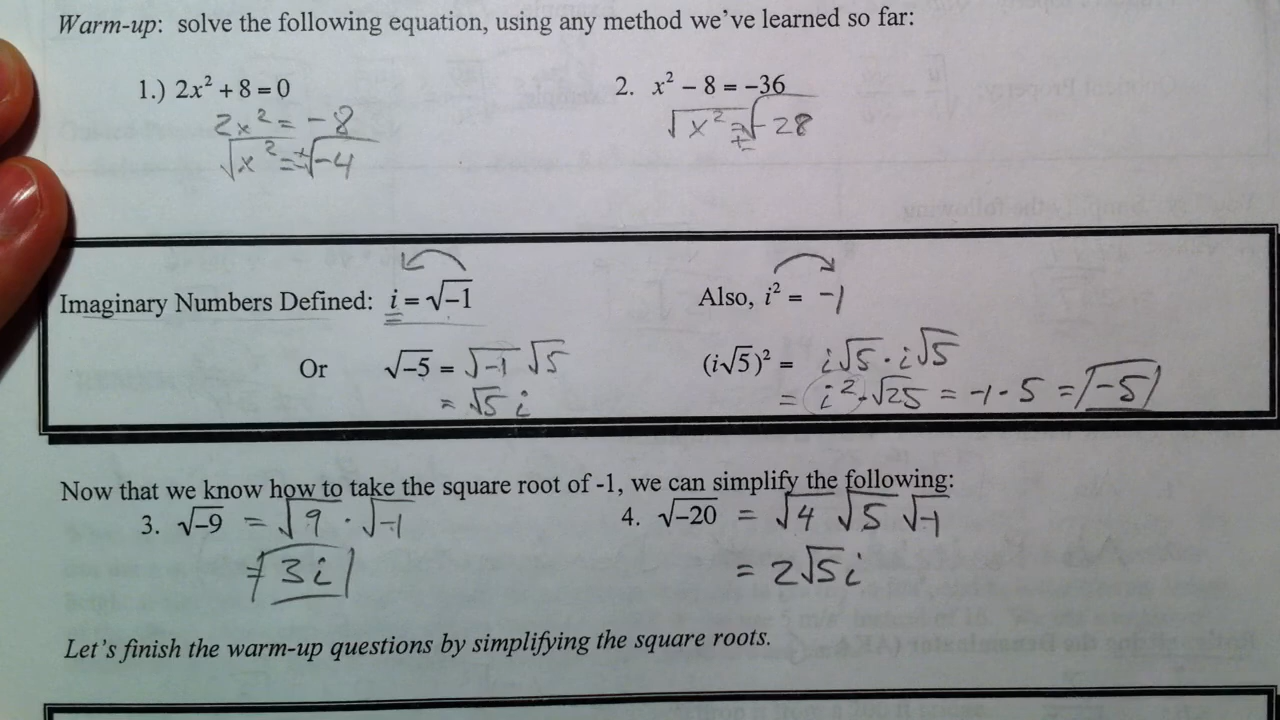 Warm-up: solve the following equation, using any method we've learned so far:
1.) 2x² + 8 = 0
2. x² − 8 = −36
2x² = −8
√x² = ±√−4
√x² = ±√−28
Imaginary Numbers Defined: i = √−1
Also, i² = −1
Or √−5 = √−1 √5
= √5 i
(i√5)² = i√5 · i√5
= i² · √25 = −1 · 5 = −5
Now that we know how to take the square root of -1, we can simplify the following:
3. √−9 = √9 · √−1
= 3i
4. √−20 = √4 √5 √−1
= 2√5 i
Let's finish the warm-up questions by simplifying the square roots.